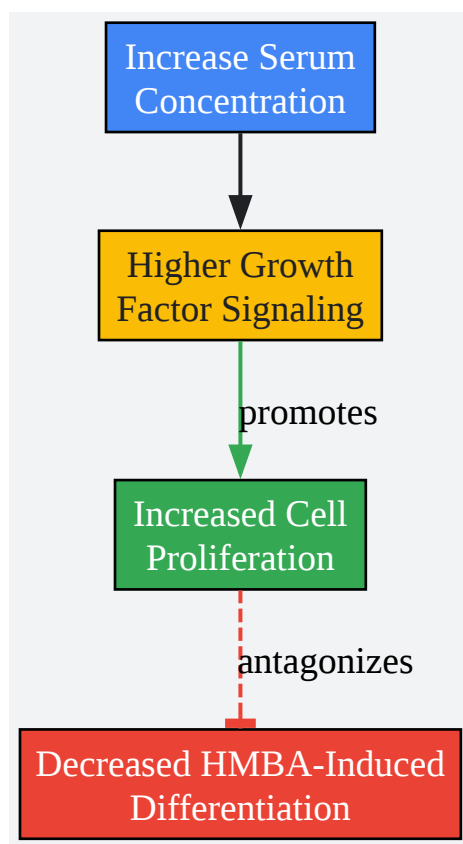 Increase Serum
Concentration
Higher Growth
Factor Signaling
promotes
Increased Cell
Proliferation
antagonizes
Decreased HMBA-Induced
Differentiation